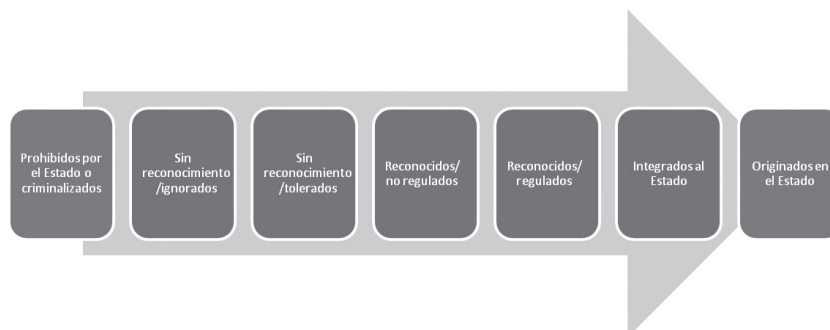 Prohibidos por
el Estado o
criminalizados
Sin
reconocimiento
/ignorados
Sin
reconocimiento
/tolerados
Reconocidos/
no regulados
Reconocidos/
regulados
Integrados al
Estado
Originados en
el Estado